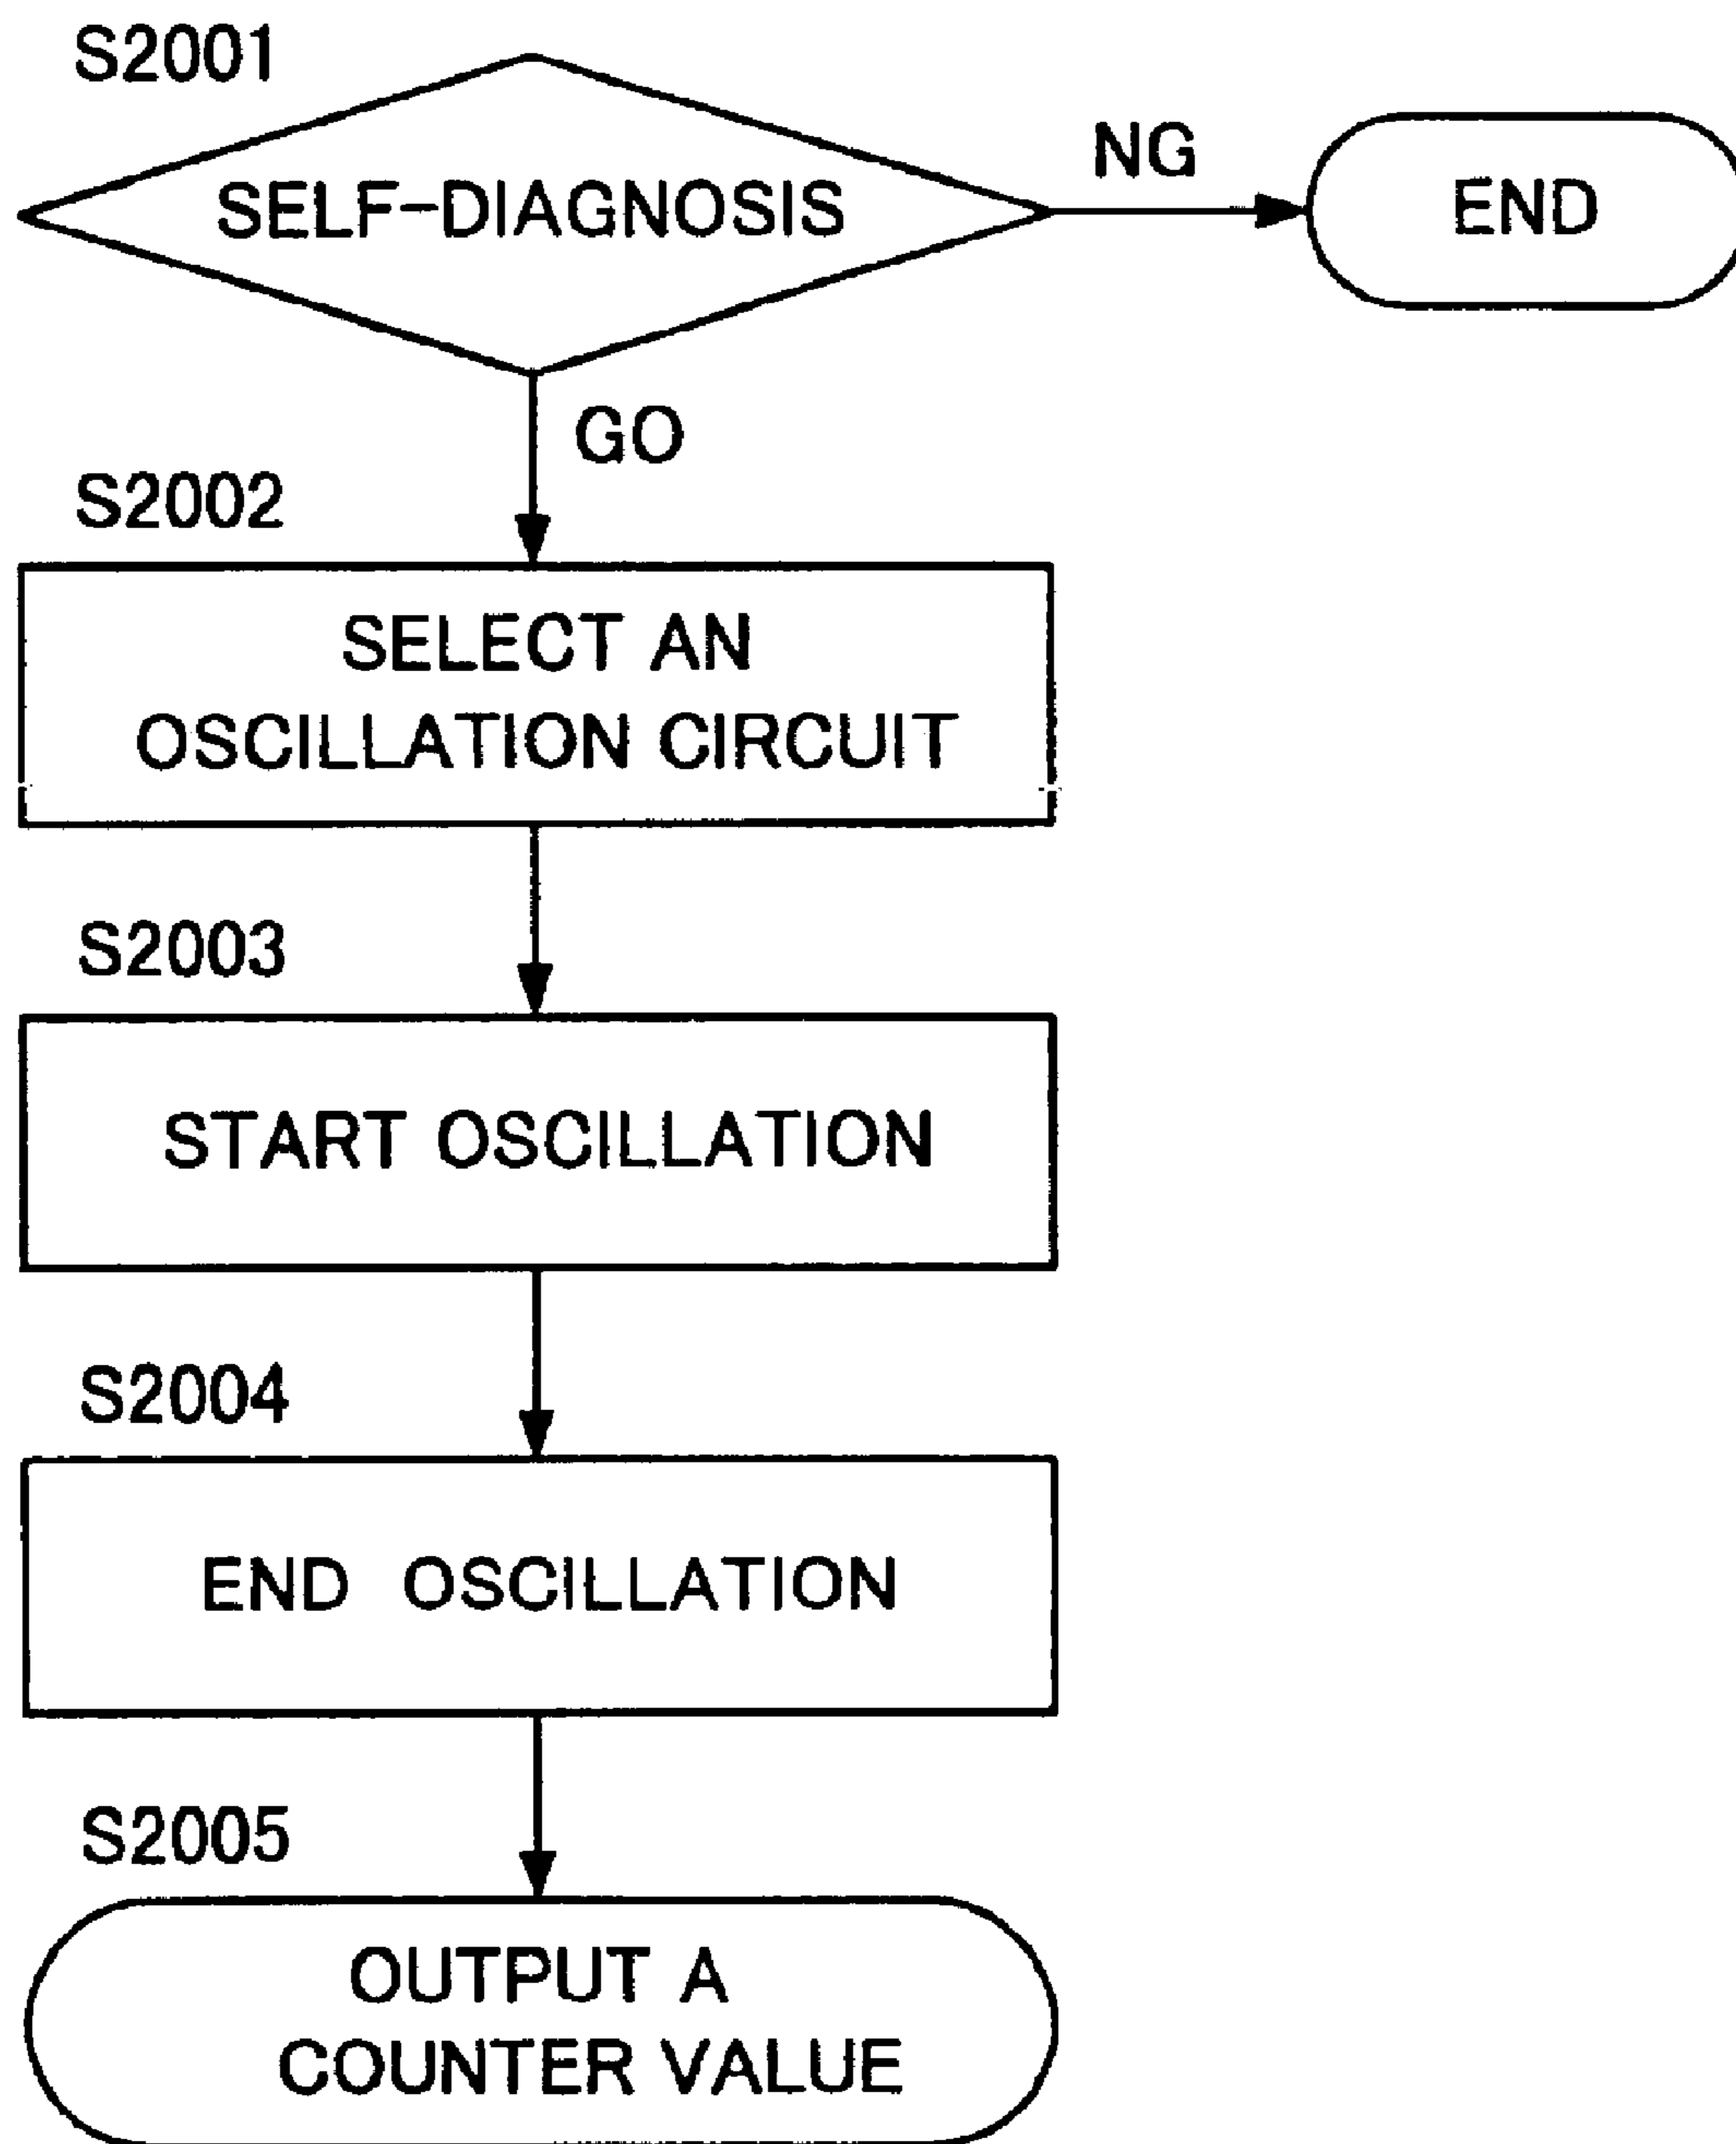 S2001
SELF-DIAGNOSIS
NG
END
GO
S2002
SELECT AN
OSCILLATION CIRCUIT
S2003
START OSCILLATION
S2004
END OSCILLATION
S2005
OUTPUT A
COUNTER VALUE